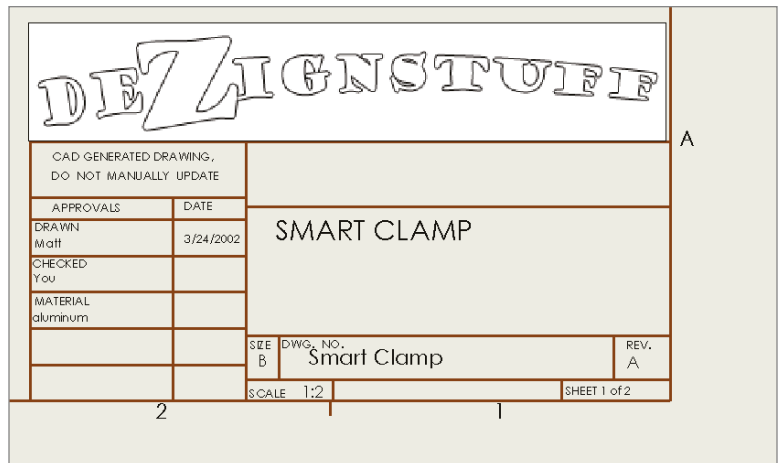 DEZIGNSTUFF
A
CAD GENERATED DRAWING,
DO NOT MANUALLY UPDATE
APPROVALS DATE
DRAWN
Matt 3/24/2002
CHECKED
You
MATERIAL
aluminum
SMART CLAMP
SIZE DWG. NO. REV.
B Smart Clamp A
SCALE 1:2 SHEET 1 of 2
2 1